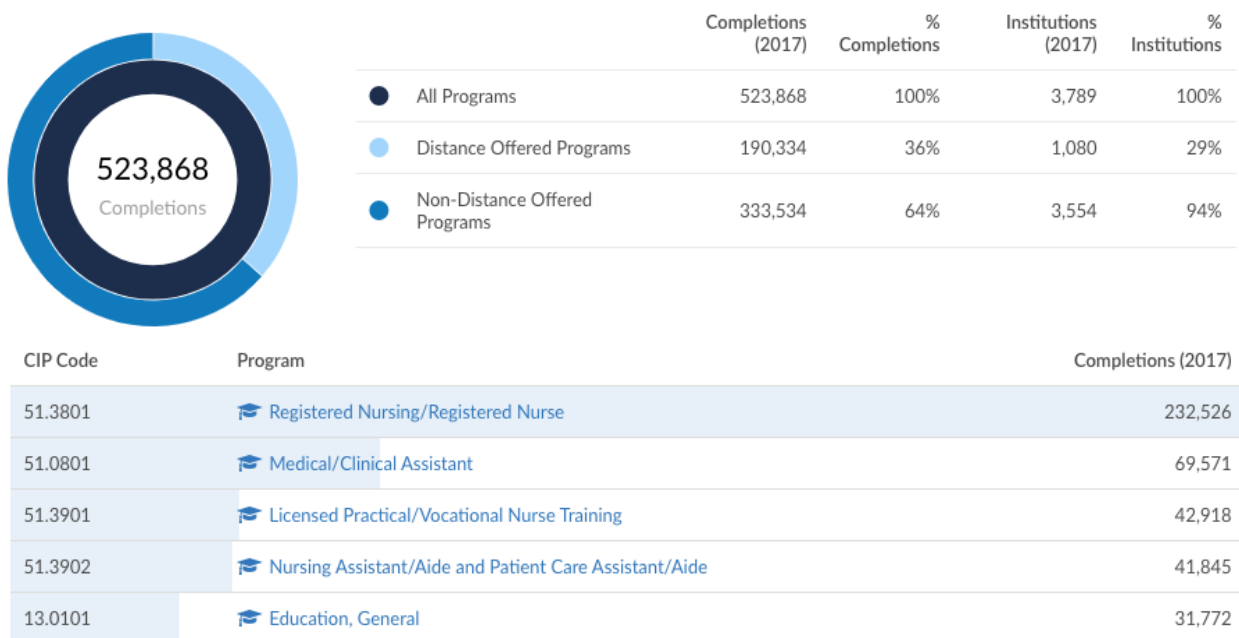 Completions (2017) % Completions Institutions (2017) % Institutions
All Programs 523,868 100% 3,789 100%
Distance Offered Programs 190,334 36% 1,080 29%
Non-Distance Offered Programs 333,534 64% 3,554 94%
523,868
Completions
CIP Code Program Completions (2017)
51.3801 Registered Nursing/Registered Nurse 232,526
51.0801 Medical/Clinical Assistant 69,571
51.3901 Licensed Practical/Vocational Nurse Training 42,918
51.3902 Nursing Assistant/Aide and Patient Care Assistant/Aide 41,845
13.0101 Education, General 31,772